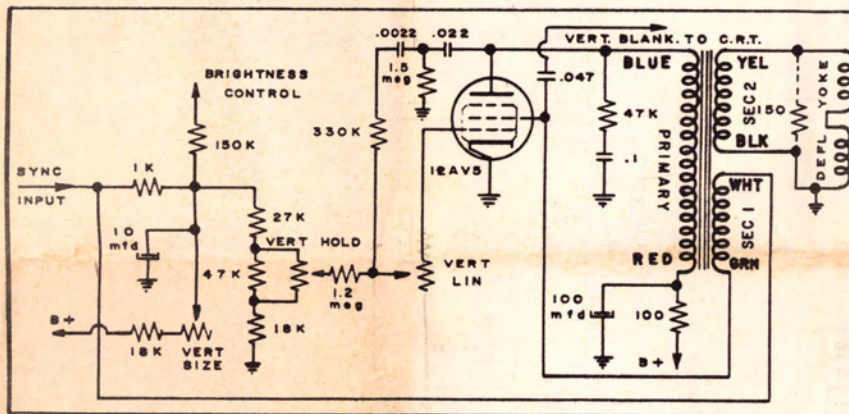 .0022 .022
VERT. BLANK. TO C.R.T.
BRIGHTNESS
CONTROL
1.5
meg
BLUE
YEL
.047
SEC 2
150
DEFL YOKE
330K
47K
150K
PRIMARY
SYNC
INPUT
1K
12AV5
BLK
.1
WHT
10
mfd
27K
VERT HOLD
SEC 1
47K
VERT
LIN
RED
GRN
1.2
meg
100
mfd
100
B+
18K
VERT
SIZE
18K
B+